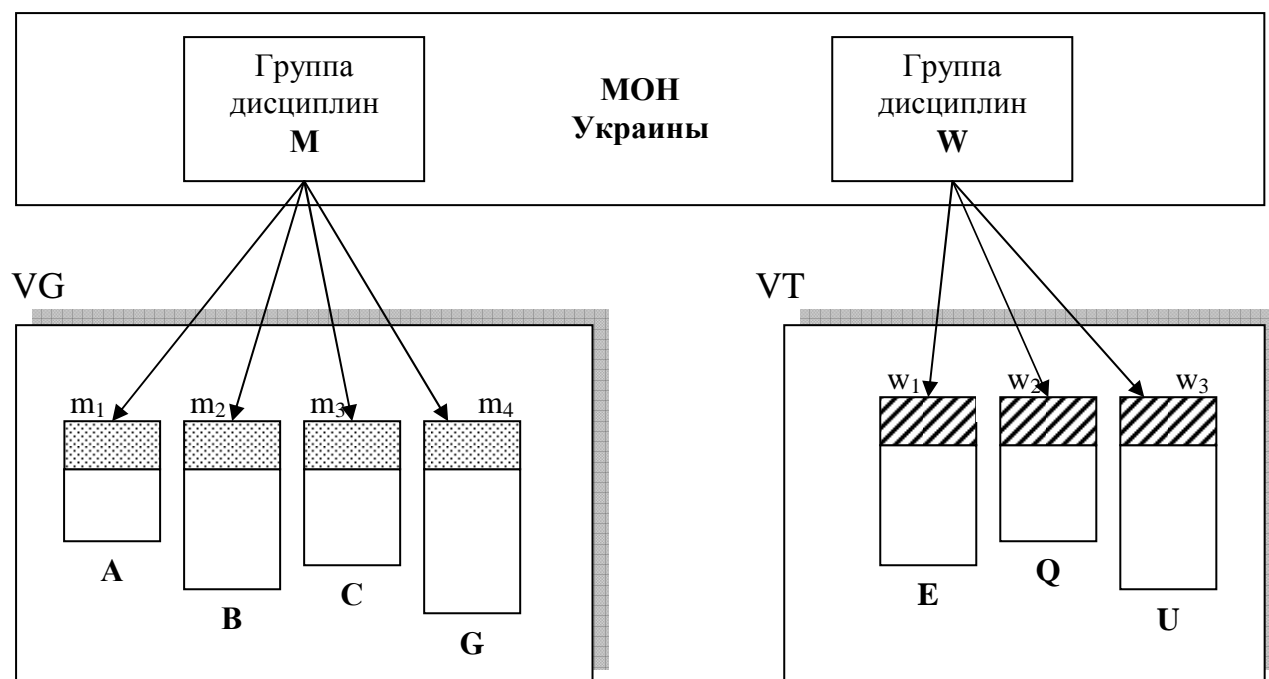 Группа
дисциплин
M
МОН
Украины
Группа
дисциплин
W
VG
VT
m₁
m₂
m₃
m₄
w₁
w₂
w₃
A
B
C
G
E
Q
U